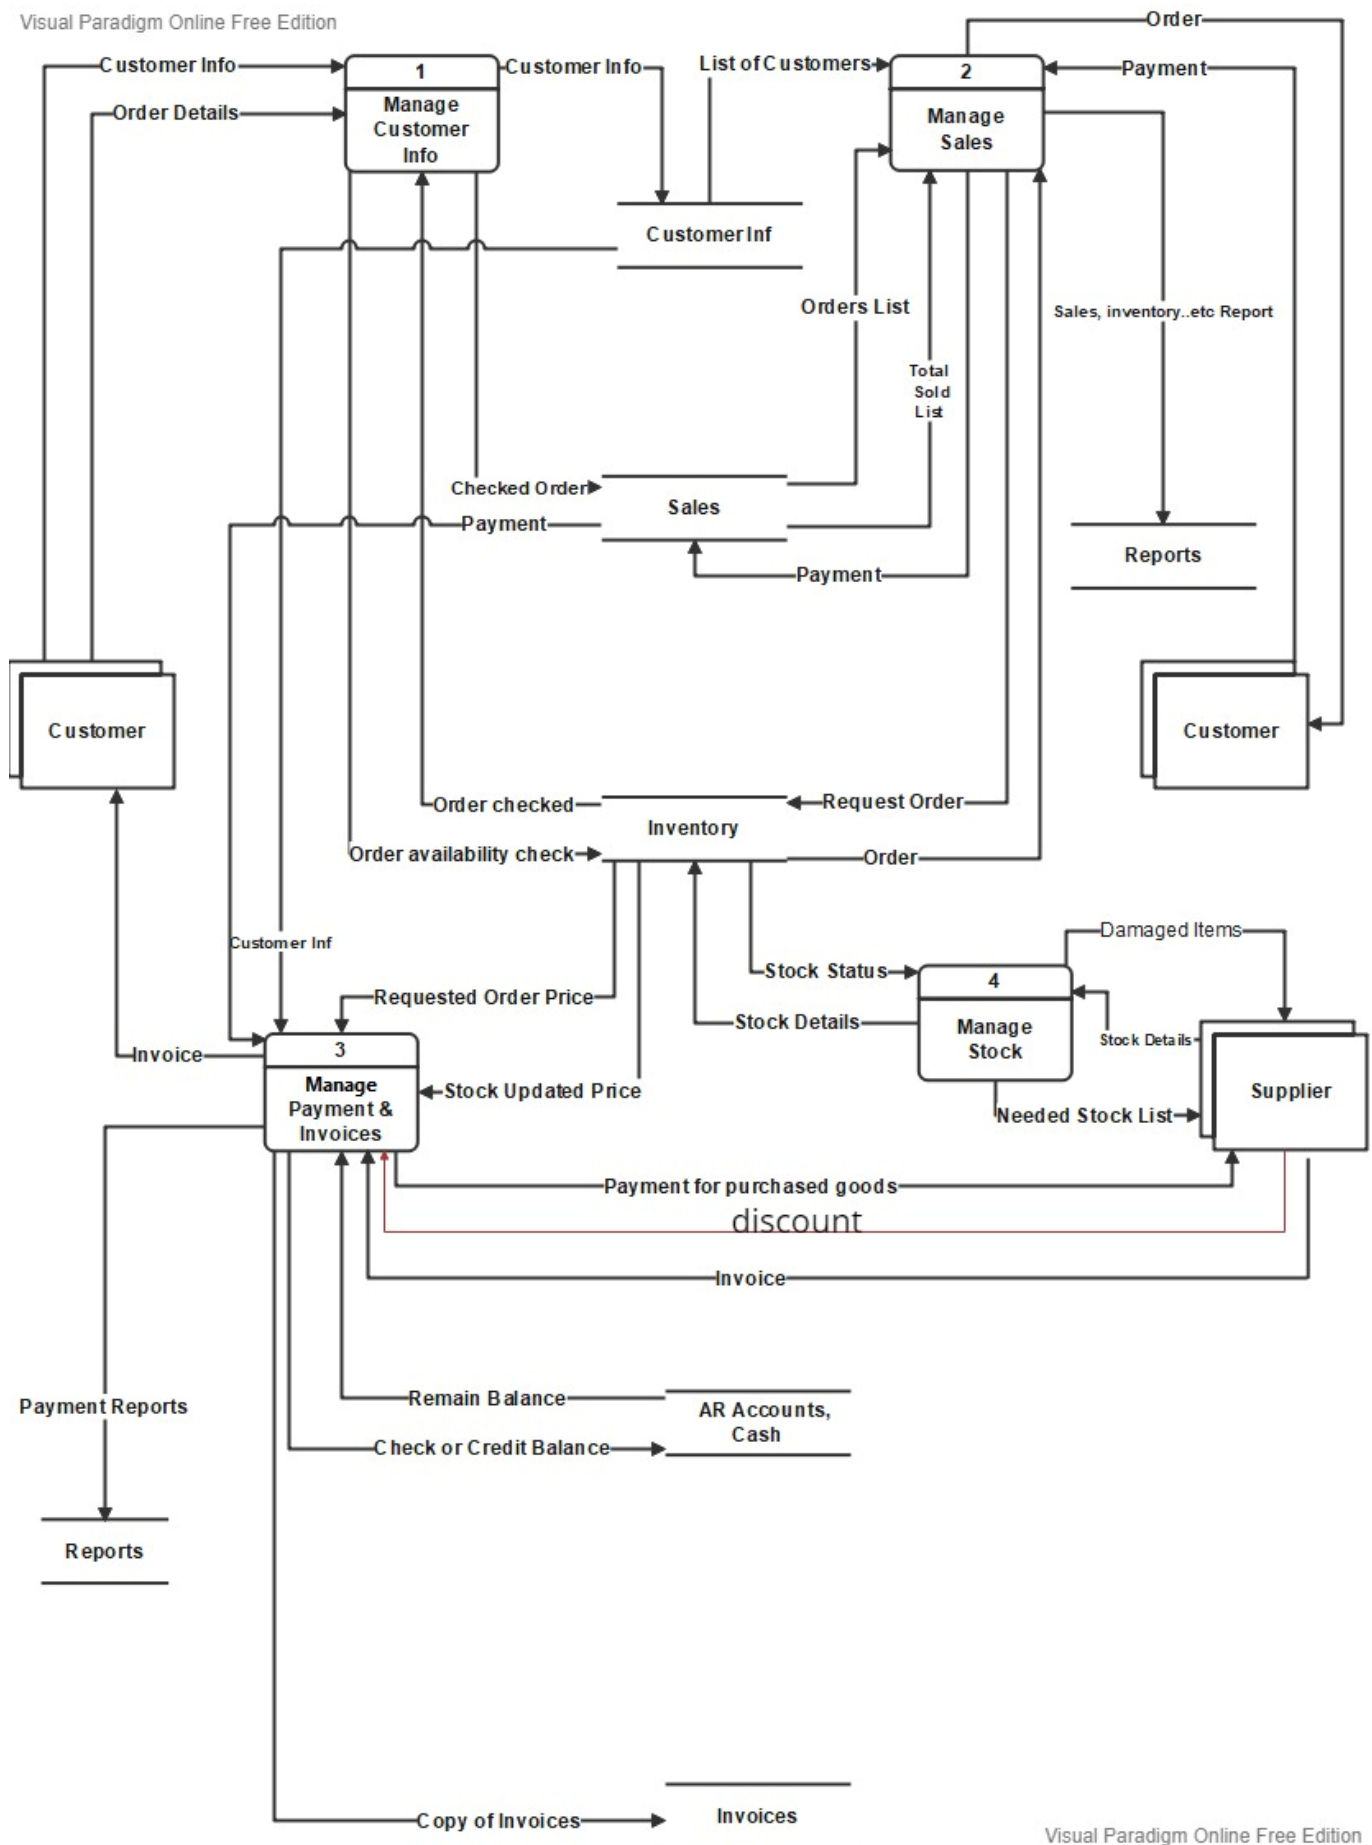 Visual Paradigm Online Free Edition
Order
Customer Info
1
Customer Info
List of Customers
2
Payment
Order Details
Manage
Customer
Info
Manage
Sales
Customer Inf
Orders List
Sales, inventory..etc Report
Total
Sold
List
Checked Order
Sales
Payment
Reports
Payment
Customer
Customer
Order checked
Request Order
Inventory
Order availability check
Order
Customer Inf
Damaged Items
Stock Status
4
Requested Order Price
Stock Details
Manage
Stock
Stock Details
Invoice
3
Manage
Payment &
Invoices
Stock Updated Price
Supplier
Needed Stock List
Payment for purchased goods
discount
Invoice
Remain Balance
Payment Reports
AR Accounts,
Cash
Check or Credit Balance
Reports
Copy of Invoices
Invoices
Visual Paradigm Online Free Edition